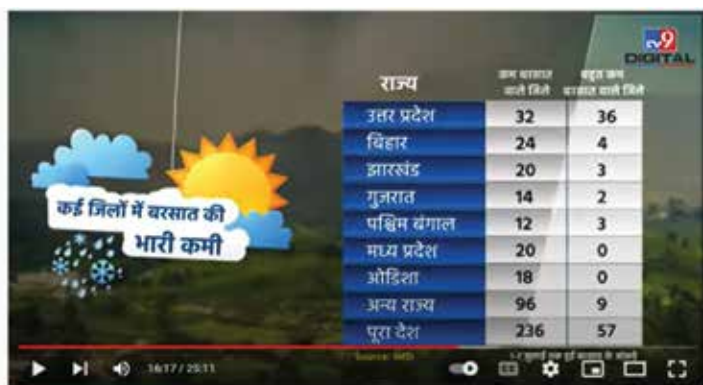 TV9
DIGITAL
राज्य कम बरसात वाले जिले बहुत कम बरसात वाले जिले
उत्तर प्रदेश 32 36
बिहार 24 4
झारखंड 20 3
गुजरात 14 2
पश्चिम बंगाल 12 3
मध्य प्रदेश 20 0
ओडिशा 18 0
अन्य राज्य 96 9
पूरा देश 236 57
कई जिलों में बरसात की
भारी कमी
Source: IMD
16:17 / 25:11